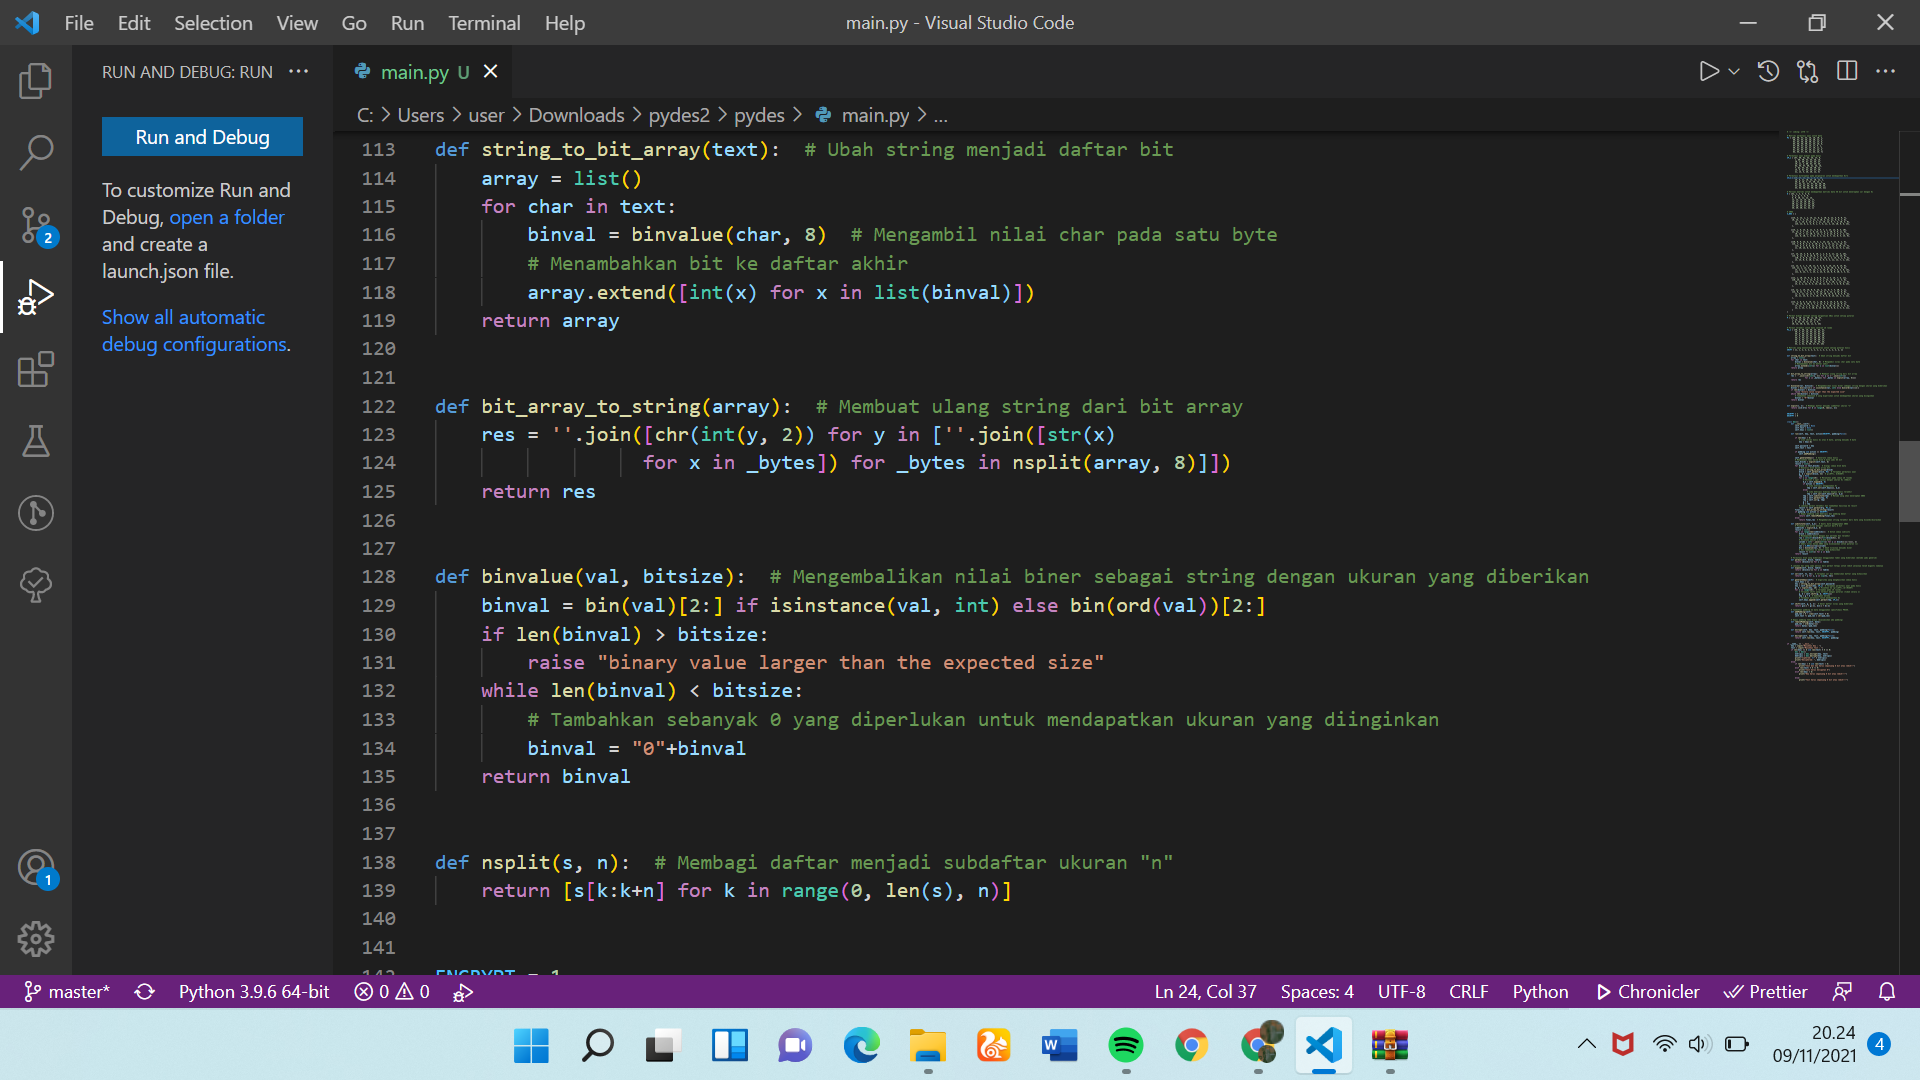 File Edit Selection View Go Run Terminal Help
main.py - Visual Studio Code
RUN AND DEBUG: RUN ···
main.py U
Run and Debug
To customize Run and
Debug, open a folder
and create a
launch.json file.
Show all automatic
debug configurations.
C: > Users > user > Downloads > pydes2 > pydes > main.py > ...
113 def string_to_bit_array(text):  # Ubah string menjadi daftar bit
114     array = list()
115     for char in text:
116         binval = binvalue(char, 8)  # Mengambil nilai char pada satu byte
117         # Menambahkan bit ke daftar akhir
118         array.extend([int(x) for x in list(binval)])
119     return array
120
121
122 def bit_array_to_string(array):  # Membuat ulang string dari bit array
123     res = ''.join([chr(int(y, 2)) for y in [''.join([str(x)
124                   for x in _bytes]) for _bytes in nsplit(array, 8)]])
125     return res
126
127
128 def binvalue(val, bitsize):  # Mengembalikan nilai biner sebagai string dengan ukuran yang diberikan
129     binval = bin(val)[2:] if isinstance(val, int) else bin(ord(val))[2:]
130     if len(binval) > bitsize:
131         raise "binary value larger than the expected size"
132     while len(binval) < bitsize:
133         # Tambahkan sebanyak 0 yang diperlukan untuk mendapatkan ukuran yang diinginkan
134         binval = "0"+binval
135     return binval
136
137
138 def nsplit(s, n):  # Membagi daftar menjadi subdaftar ukuran "n"
139     return [s[k:k+n] for k in range(0, len(s), n)]
140
141
142 ENCRYPT = 1
2
1
master* Python 3.9.6 64-bit 0 0 Ln 24, Col 37 Spaces: 4 UTF-8 CRLF Python Chronicler Prettier
20.24
09/11/2021 4